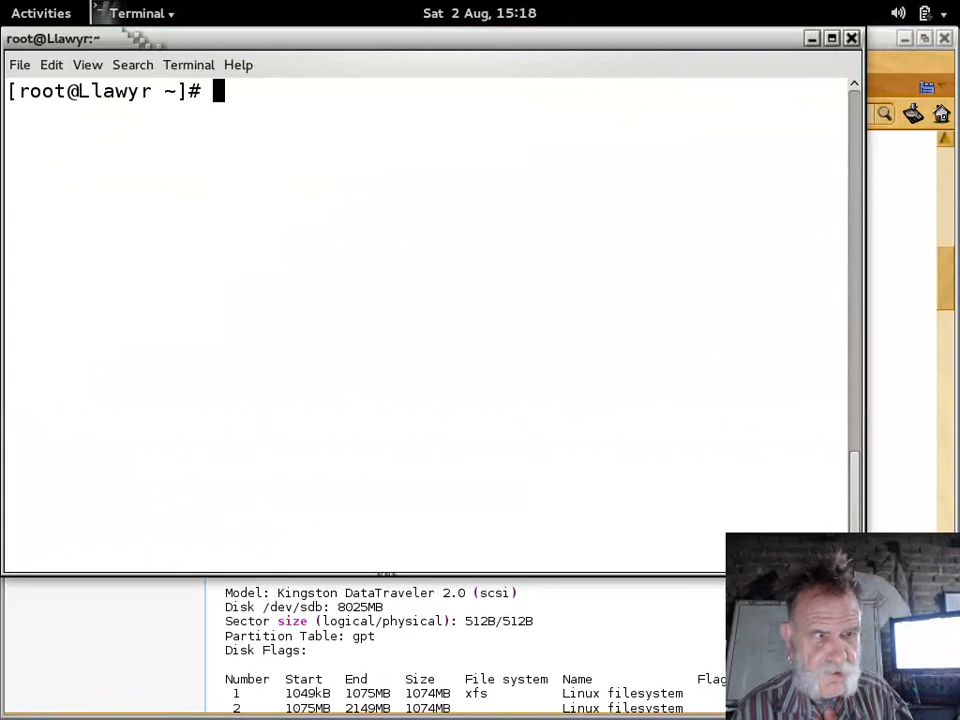 Activities Terminal Sat 2 Aug, 15:18
root@Llawyr:~
File Edit View Search Terminal Help
[root@Llawyr ~]#
Model: Kingston DataTraveler 2.0 (scsi)
Disk /dev/sdb: 8025MB
Sector size (logical/physical): 512B/512B
Partition Table: gpt
Disk Flags:
Number Start End Size File system Name Flag
1 1049kB 1075MB 1074MB xfs Linux filesystem
2 1075MB 2149MB 1074MB Linux filesystem